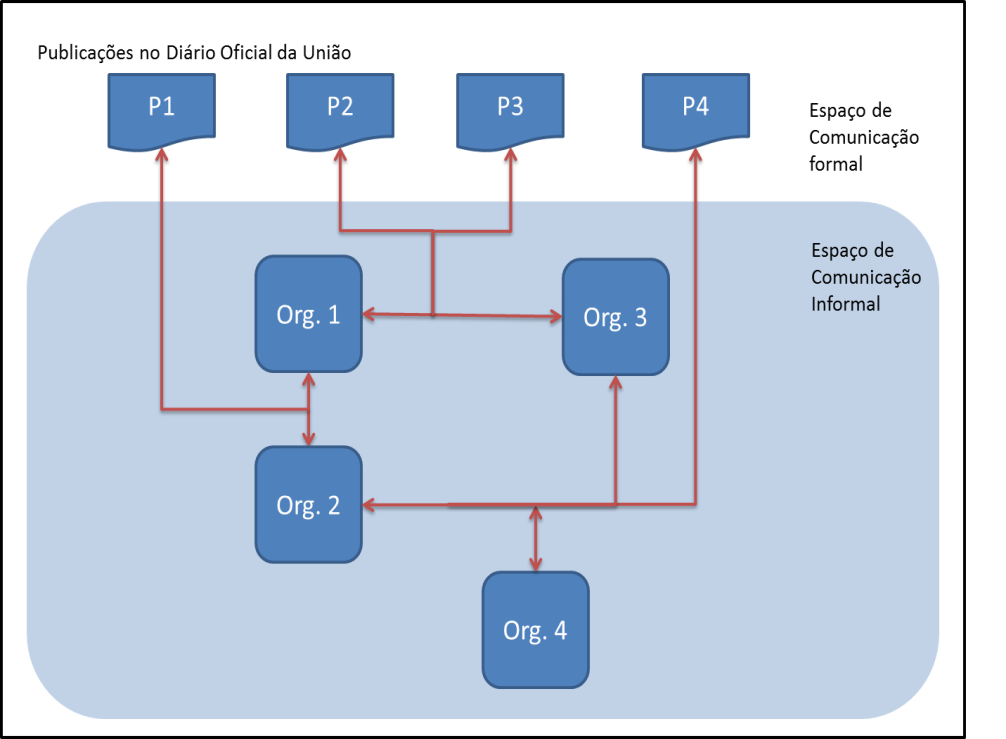 Publicações no Diário Oficial da União
P1
P2
P3
P4
Espaço de
Comunicação
formal
Espaço de
Comunicação
Informal
Org. 1
Org. 3
Org. 2
Org. 4